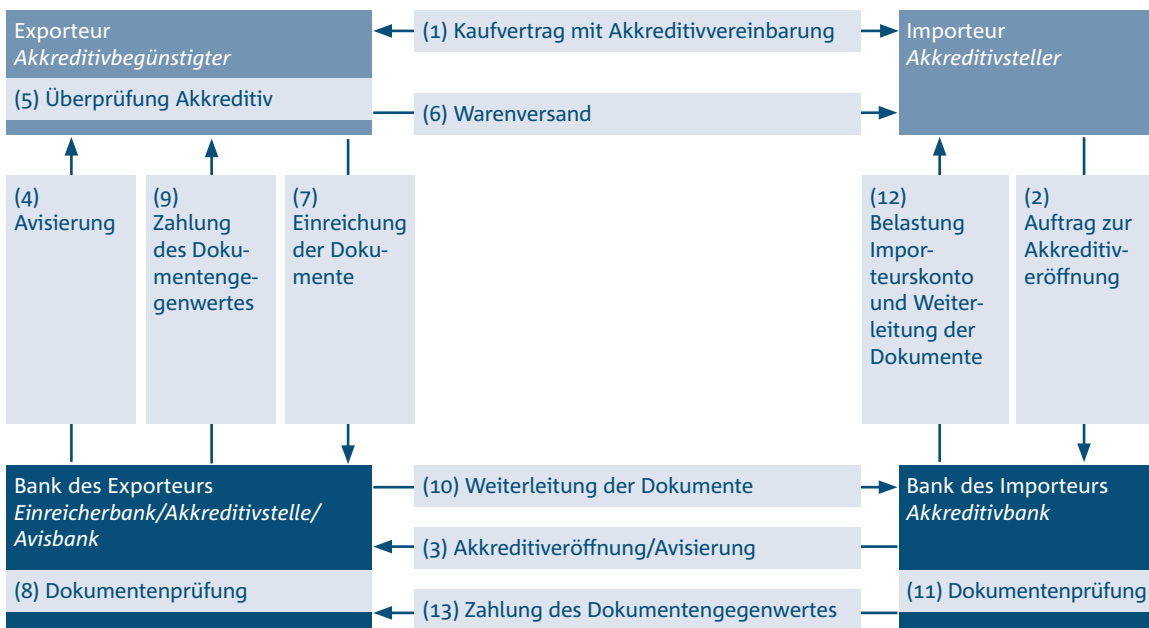 Exporteur
Akkreditivbegünstigter
(5) Überprüfung Akkreditiv
(1) Kaufvertrag mit Akkreditivvereinbarung
(6) Warenversand
Importeur
Akkreditivsteller
(4)
Avisierung
(9)
Zahlung
des Doku-
mentenge-
genwertes
(7)
Einreichung
der Doku-
mente
(12)
Belastung
Impor-
teurskonto
und Weiter-
leitung der
Dokumente
(2)
Auftrag zur
Akkreditiv-
eröffnung
Bank des Exporteurs
Einreicherbank/Akkreditivstelle/
Avisbank
(8) Dokumentenprüfung
(10) Weiterleitung der Dokumente
(3) Akkreditiveröffnung/Avisierung
(13) Zahlung des Dokumentengegenwertes
Bank des Importeurs
Akkreditivbank
(11) Dokumentenprüfung